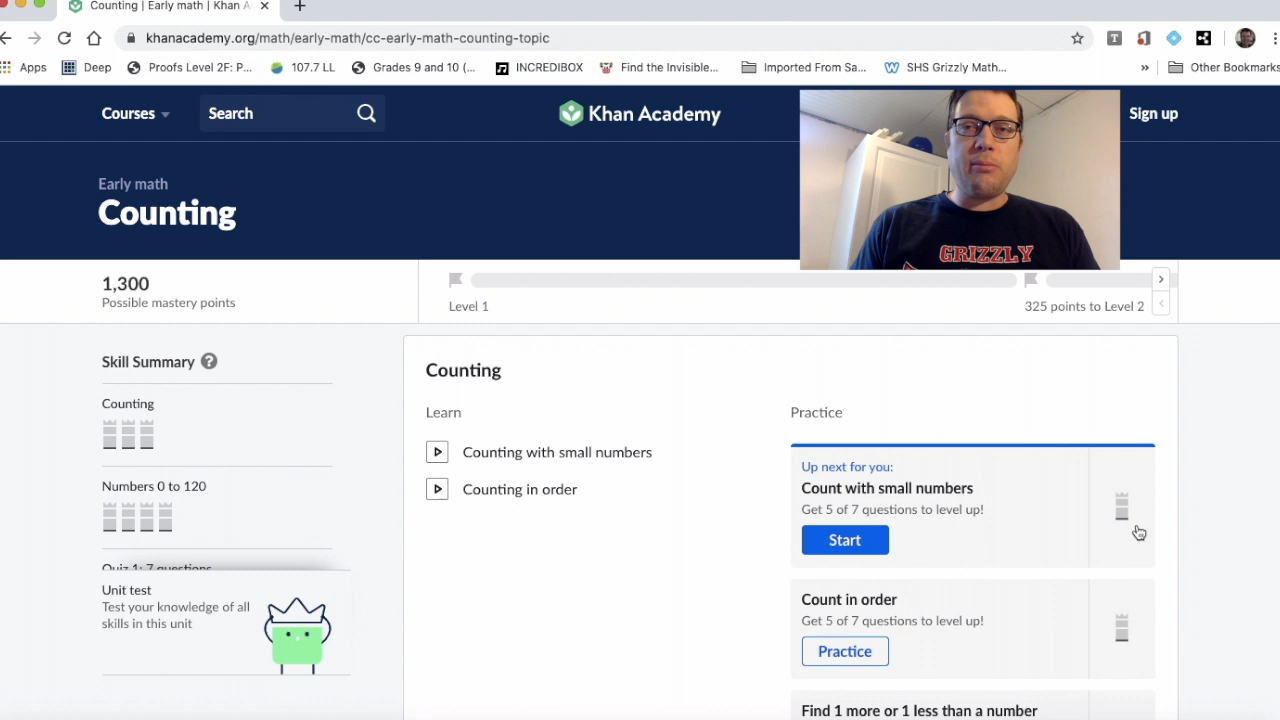 Counting | Early math | Khan A
khanacademy.org/math/early-math/cc-early-math-counting-topic
T
Apps
Deep
Proofs Level 2F: P...
107.7 LL
Grades 9 and 10 (...
INCREDIBOX
Find the Invisible...
Imported From Sa...
SHS Grizzly Math...
»
Other Bookmarks
Courses
Search
Khan Academy
Sign up
Early math
Counting
GRIZZLY
1,300
Possible mastery points
Level 1
325 points to Level 2
Skill Summary ?
Counting
Numbers 0 to 120
Quiz 1: 7 questions
Unit test
Test your knowledge of all
skills in this unit
Counting
Learn
Counting with small numbers
Counting in order
Practice
Up next for you:
Count with small numbers
Get 5 of 7 questions to level up!
Start
Count in order
Get 5 of 7 questions to level up!
Practice
Find 1 more or 1 less than a number